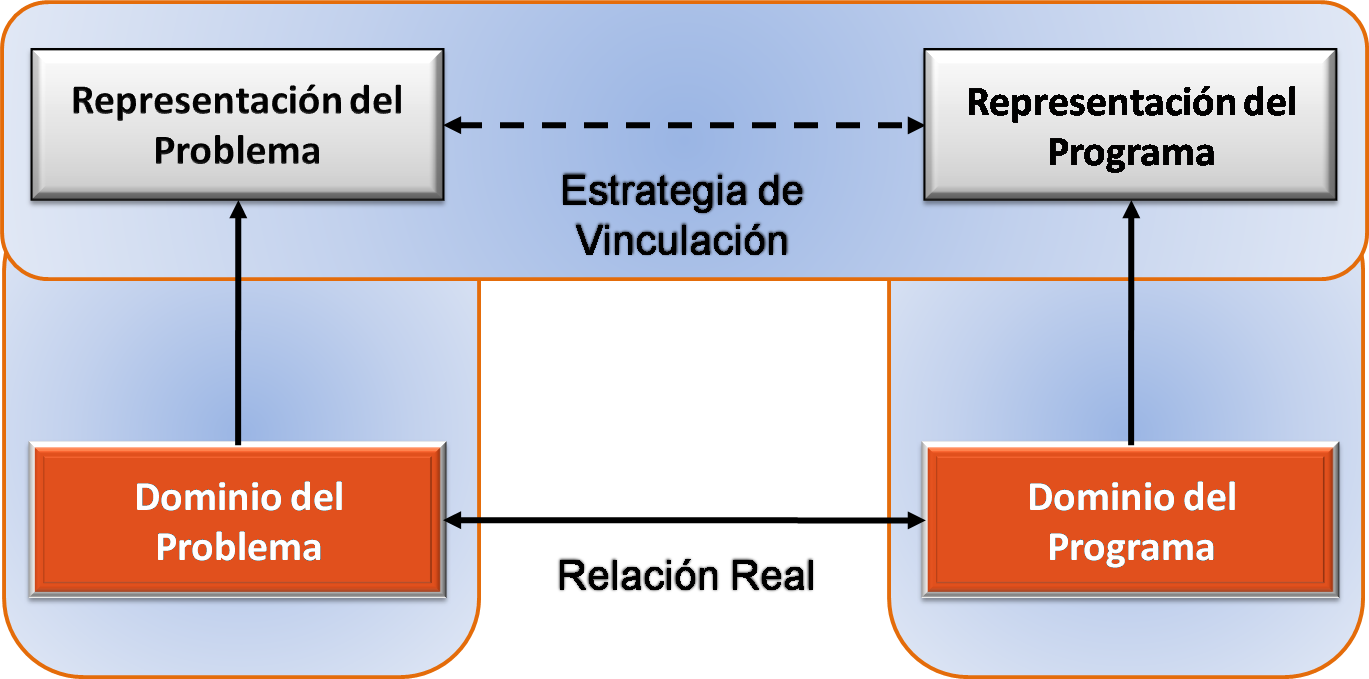 Representación del
Problema
Representación del
Programa
Estrategia de
Vinculación
Dominio del
Problema
Dominio del
Programa
Relación Real